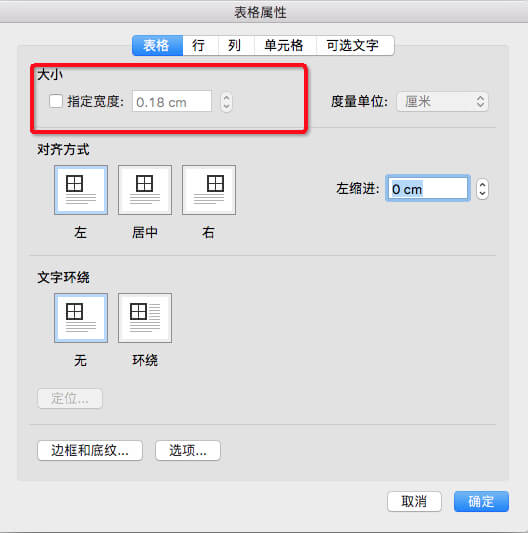 表格属性
表格 行 列 单元格 可选文字
大小
指定宽度: 0.18 cm 度量单位: 厘米
对齐方式
左缩进: 0 cm
左 居中 右
文字环绕
无 环绕
定位...
边框和底纹... 选项...
取消 确定